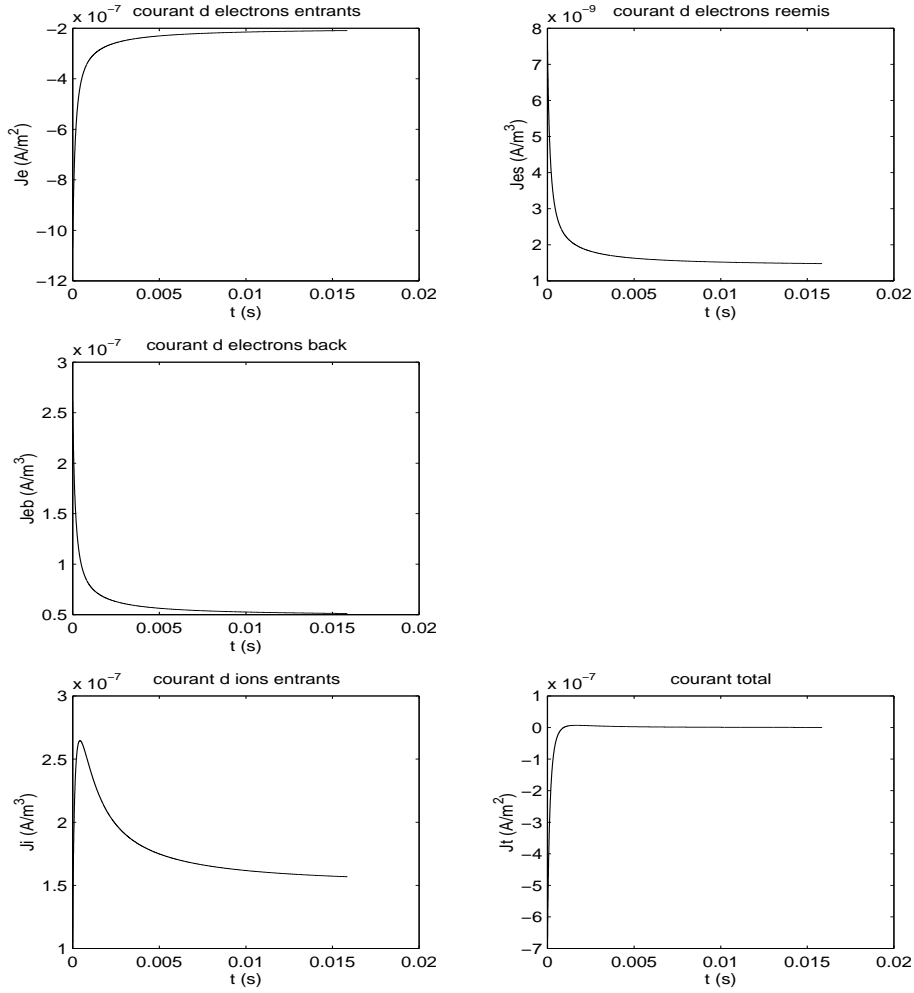 x 10⁻⁷
courant d electrons entrants
−2
−4
−6
−8
−10
−12
Je (A/m²)
0
0.005
0.01
0.015
0.02
t (s)
x 10⁻⁹
courant d electrons reemis
8
7
6
5
4
3
2
1
Jes (A/m³)
0
0.005
0.01
0.015
0.02
t (s)
x 10⁻⁷
courant d electrons back
3
2.5
2
1.5
1
0.5
Jeb (A/m³)
0
0.005
0.01
0.015
0.02
t (s)
x 10⁻⁷
courant d ions entrants
3
2.5
2
1.5
1
Ji (A/m³)
0
0.005
0.01
0.015
0.02
t (s)
x 10⁻⁷
courant total
1
0
−1
−2
−3
−4
−5
−6
−7
Jt (A/m²)
0
0.005
0.01
0.015
0.02
t (s)